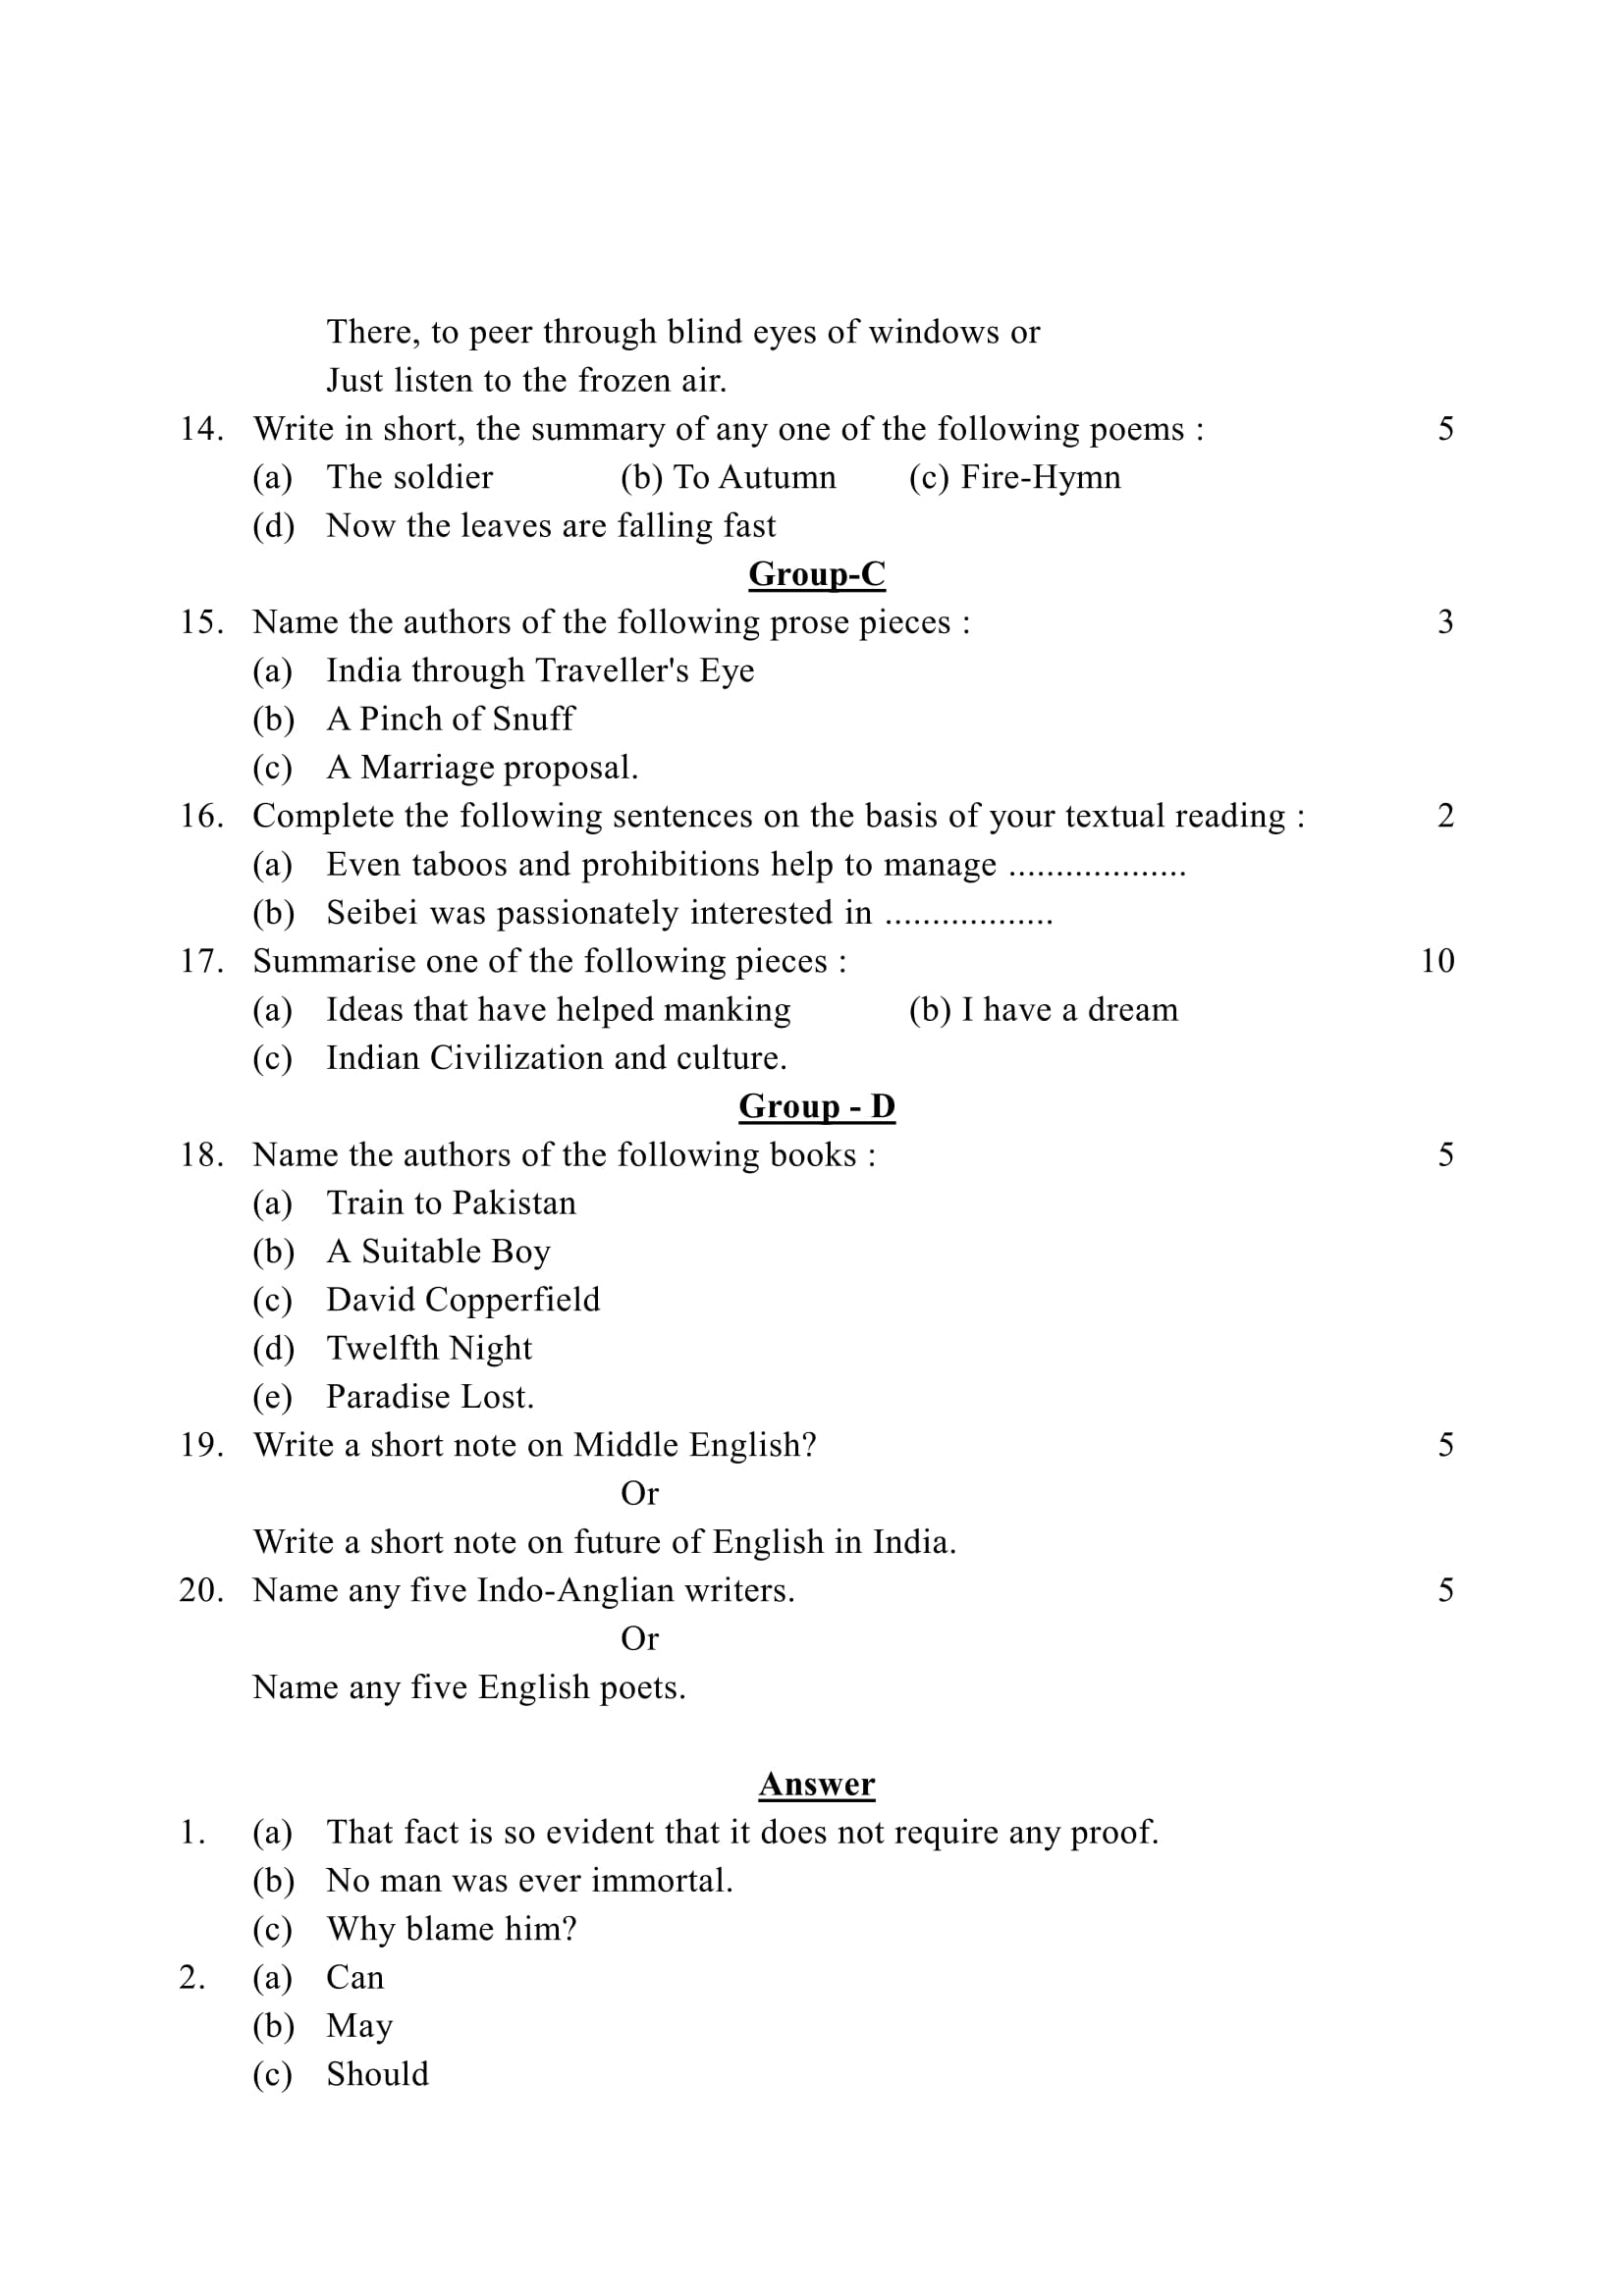 There, to peer through blind eyes of windows or
Just listen to the frozen air.
14. Write in short, the summary of any one of the following poems : 5
(a) The soldier (b) To Autumn (c) Fire-Hymn
(d) Now the leaves are falling fast
Group-C
15. Name the authors of the following prose pieces : 3
(a) India through Traveller's Eye
(b) A Pinch of Snuff
(c) A Marriage proposal.
16. Complete the following sentences on the basis of your textual reading : 2
(a) Even taboos and prohibitions help to manage ...................
(b) Seibei was passionately interested in ..................
17. Summarise one of the following pieces : 10
(a) Ideas that have helped manking (b) I have a dream
(c) Indian Civilization and culture.
Group - D
18. Name the authors of the following books : 5
(a) Train to Pakistan
(b) A Suitable Boy
(c) David Copperfield
(d) Twelfth Night
(e) Paradise Lost.
19. Write a short note on Middle English? 5
Or
Write a short note on future of English in India.
20. Name any five Indo-Anglian writers. 5
Or
Name any five English poets.
Answer
1. (a) That fact is so evident that it does not require any proof.
(b) No man was ever immortal.
(c) Why blame him?
2. (a) Can
(b) May
(c) Should